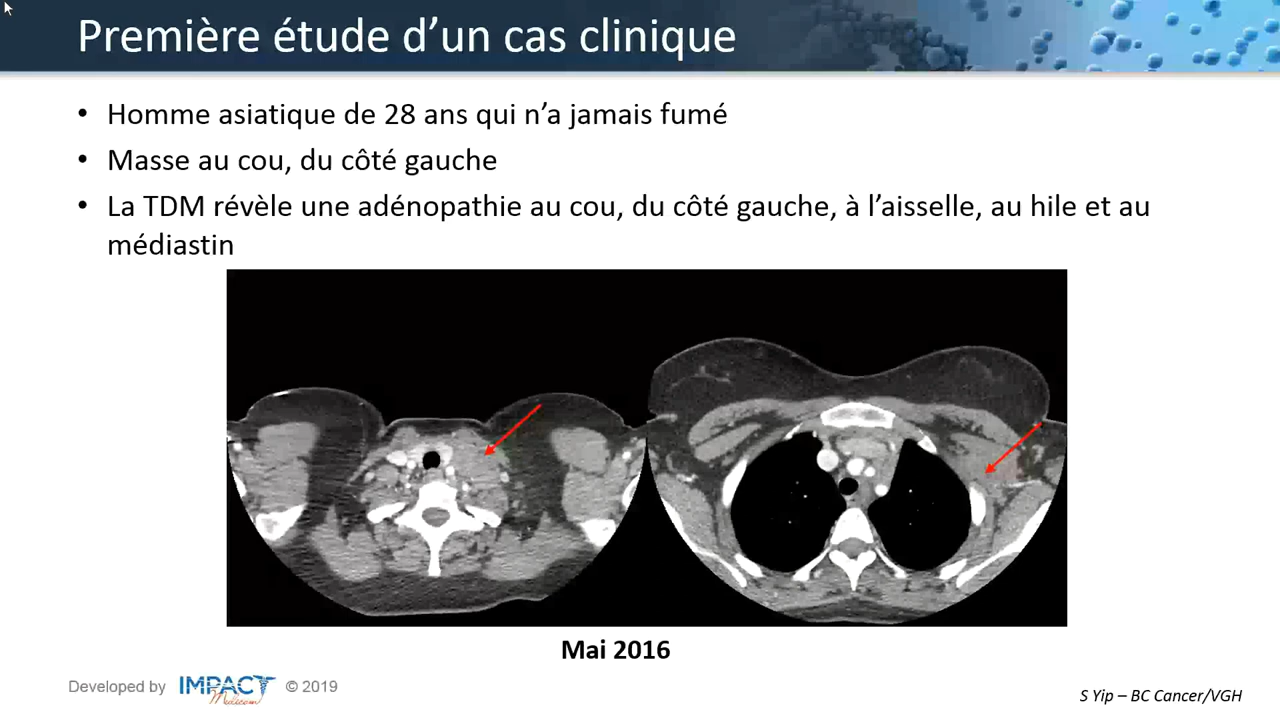 Première étude d'un cas clinique
• Homme asiatique de 28 ans qui n'a jamais fumé
• Masse au cou, du côté gauche
• La TDM révèle une adénopathie au cou, du côté gauche, à l'aisselle, au hile et au
médiastin
Mai 2016
Developed by IMPACT Medicom © 2019
S Yip – BC Cancer/VGH